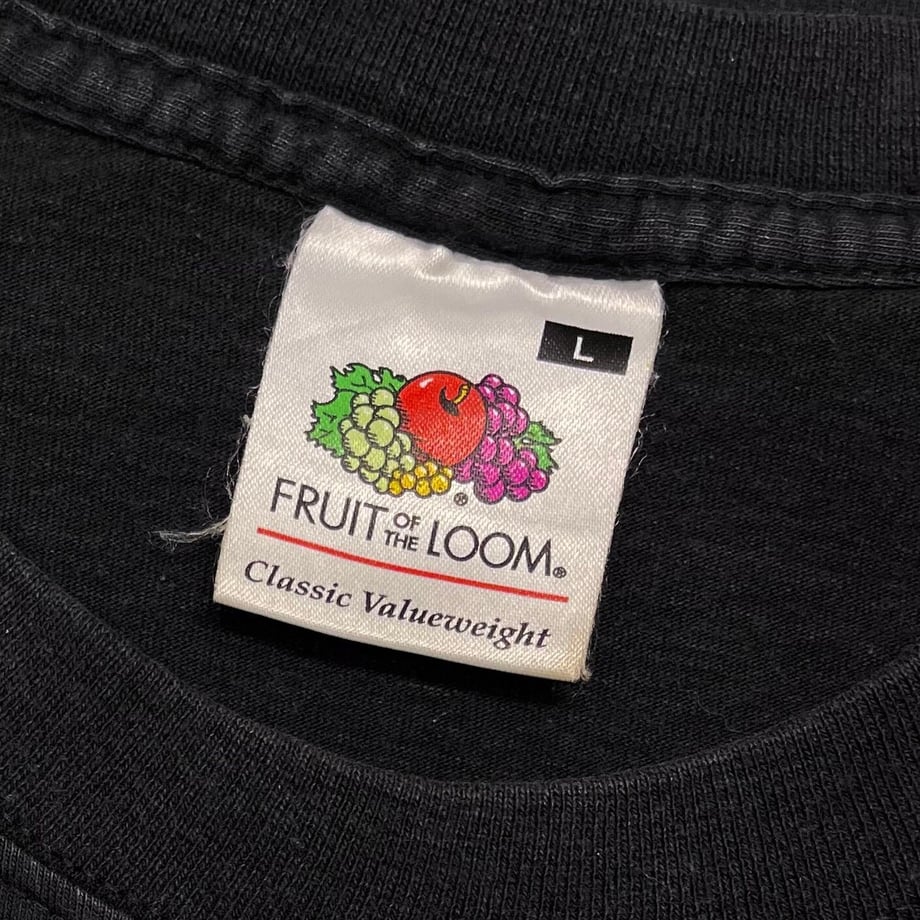 L
FRUIT OF THE LOOM®
Classic Valueweight